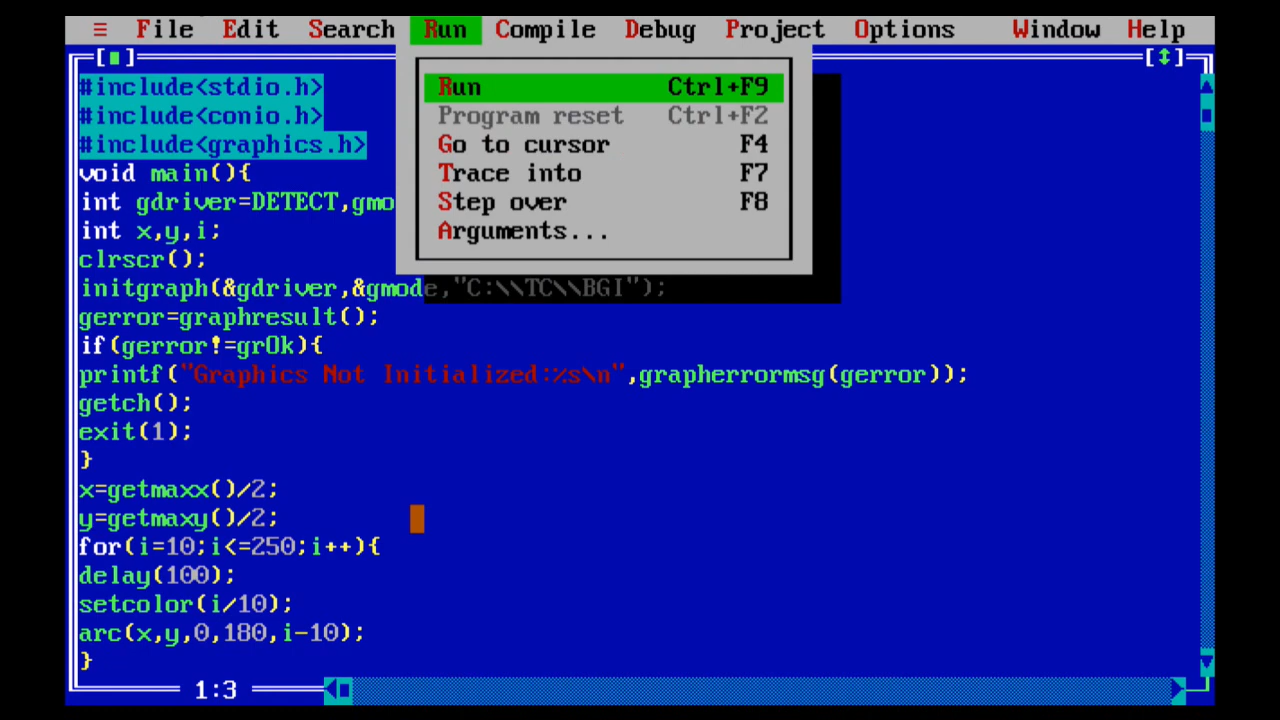 ≡ File Edit Search Run Compile Debug Project Options Window Help
Run Ctrl+F9
Program reset Ctrl+F2
Go to cursor F4
Trace into F7
Step over F8
Arguments...
#include<stdio.h>
#include<conio.h>
#include<graphics.h>
void main(){
int gdriver=DETECT,gmo
int x,y,i;
clrscr();
initgraph(&gdriver,&gmode,"C:\\TC\\BGI");
gerror=graphresult();
if(gerror!=grOk){
printf("Graphics Not Initialized:%s\n",grapherrormsg(gerror));
getch();
exit(1);
}
x=getmaxx()/2;
y=getmaxy()/2;
for(i=10;i<=250;i++){
delay(100);
setcolor(i/10);
arc(x,y,0,180,i-10);
}
1:3